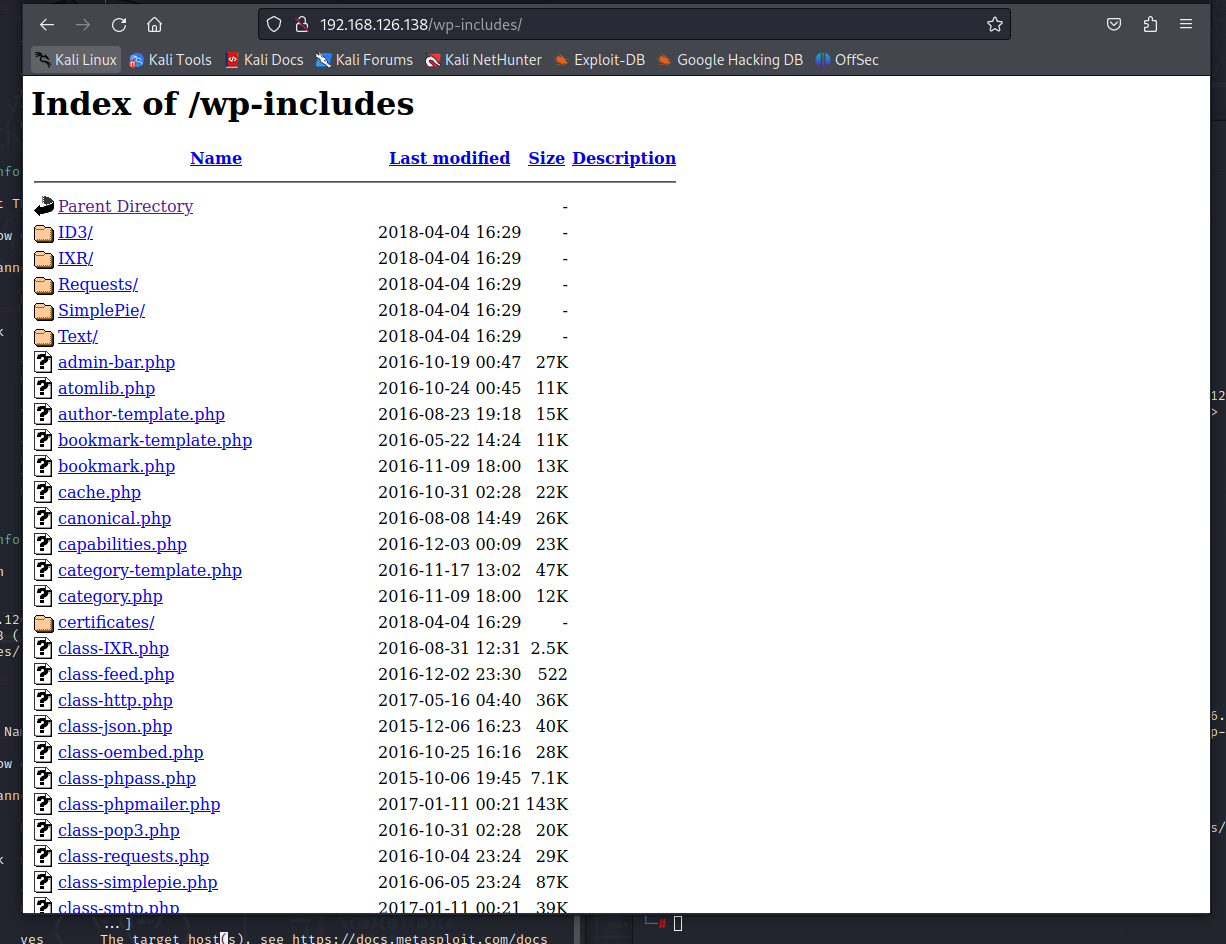 192.168.126.138/wp-includes/
Kali Linux Kali Tools Kali Docs Kali Forums Kali NetHunter Exploit-DB Google Hacking DB OffSec
Index of /wp-includes
Name Last modified Size Description
Parent Directory -
ID3/ 2018-04-04 16:29 -
IXR/ 2018-04-04 16:29 -
Requests/ 2018-04-04 16:29 -
SimplePie/ 2018-04-04 16:29 -
Text/ 2018-04-04 16:29 -
admin-bar.php 2016-10-19 00:47 27K
atomlib.php 2016-10-24 00:45 11K
author-template.php 2016-08-23 19:18 15K
bookmark-template.php 2016-05-22 14:24 11K
bookmark.php 2016-11-09 18:00 13K
cache.php 2016-10-31 02:28 22K
canonical.php 2016-08-08 14:49 26K
capabilities.php 2016-12-03 00:09 23K
category-template.php 2016-11-17 13:02 47K
category.php 2016-11-09 18:00 12K
certificates/ 2018-04-04 16:29 -
class-IXR.php 2016-08-31 12:31 2.5K
class-feed.php 2016-12-02 23:30 522
class-http.php 2017-05-16 04:40 36K
class-json.php 2015-12-06 16:23 40K
class-oembed.php 2016-10-25 16:16 28K
class-phpass.php 2015-10-06 19:45 7.1K
class-phpmailer.php 2017-01-11 00:21 143K
class-pop3.php 2016-10-31 02:28 20K
class-requests.php 2016-10-04 23:24 29K
class-simplepie.php 2016-06-05 23:24 87K
class-smtp.php 2017-01-11 00:21 39K
...]
yes The target host(s), see https://docs.metasploit.com/docs
#